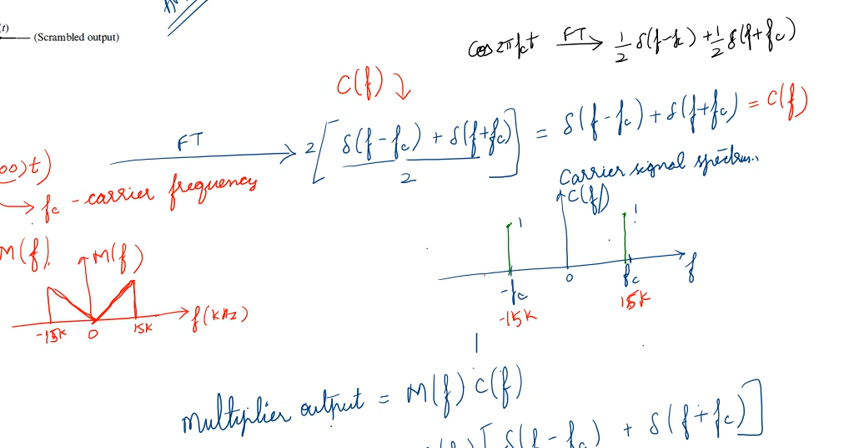 (t)
(Scrambled output)
cos 2πfct FT→ 1/2 δ(f-fc) + 1/2 δ(f+fc)
C(f)
FT 2[δ(f-fc) + δ(f+fc) / 2] = δ(f-fc) + δ(f+fc) = C(f)
00)t)
→ fc - carrier frequency
Carrier signal spectrum..
C(f)
1 1
-fc 0 fc f
-15K 15K
M(f). M(f)
-15K 0 15K f(kHz)
Multiplier output = M(f) C(f)
[δ(f-fc) + δ(f+fc)]